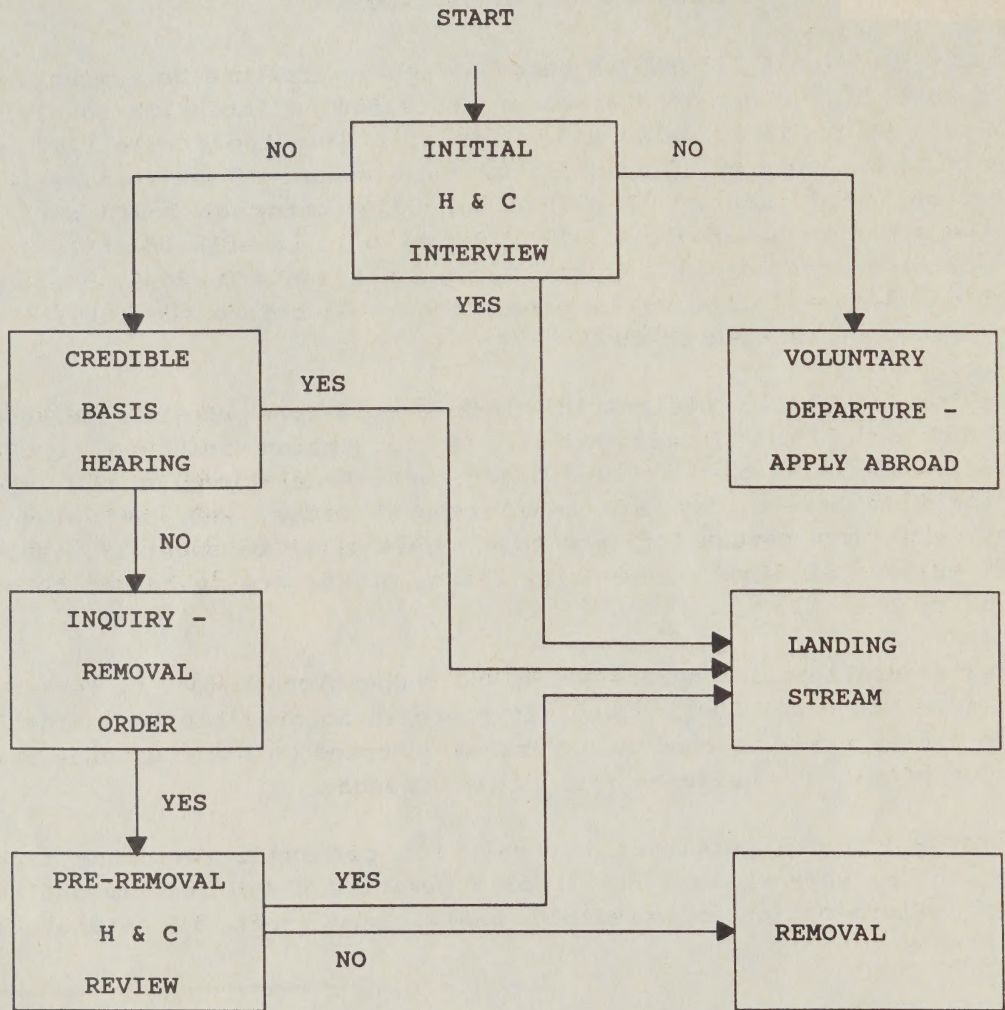 START
NO
INITIAL
H & C
INTERVIEW
NO
YES
CREDIBLE
BASIS
HEARING
YES
VOLUNTARY
DEPARTURE -
APPLY ABROAD
NO
INQUIRY -
REMOVAL
ORDER
LANDING
STREAM
YES
PRE-REMOVAL
H & C
REVIEW
YES
NO
REMOVAL